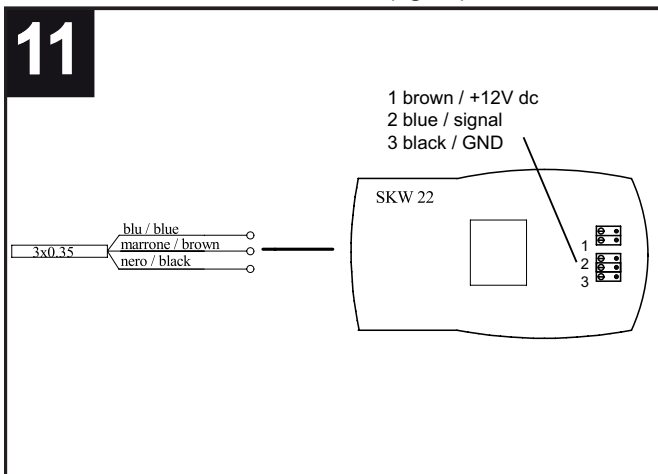 11
1 brown / +12V dc
2 blue / signal
3 black / GND
SKW 22
blu / blue
marrone / brown
nero / black
3x0.35
1
2
3